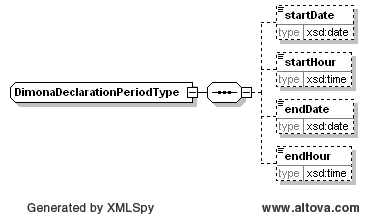 startDate
type xsd:date
startHour
type xsd:time
DimonaDeclarationPeriodType
endDate
type xsd:date
endHour
type xsd:time
Generated by XMLSpy
www.altova.com